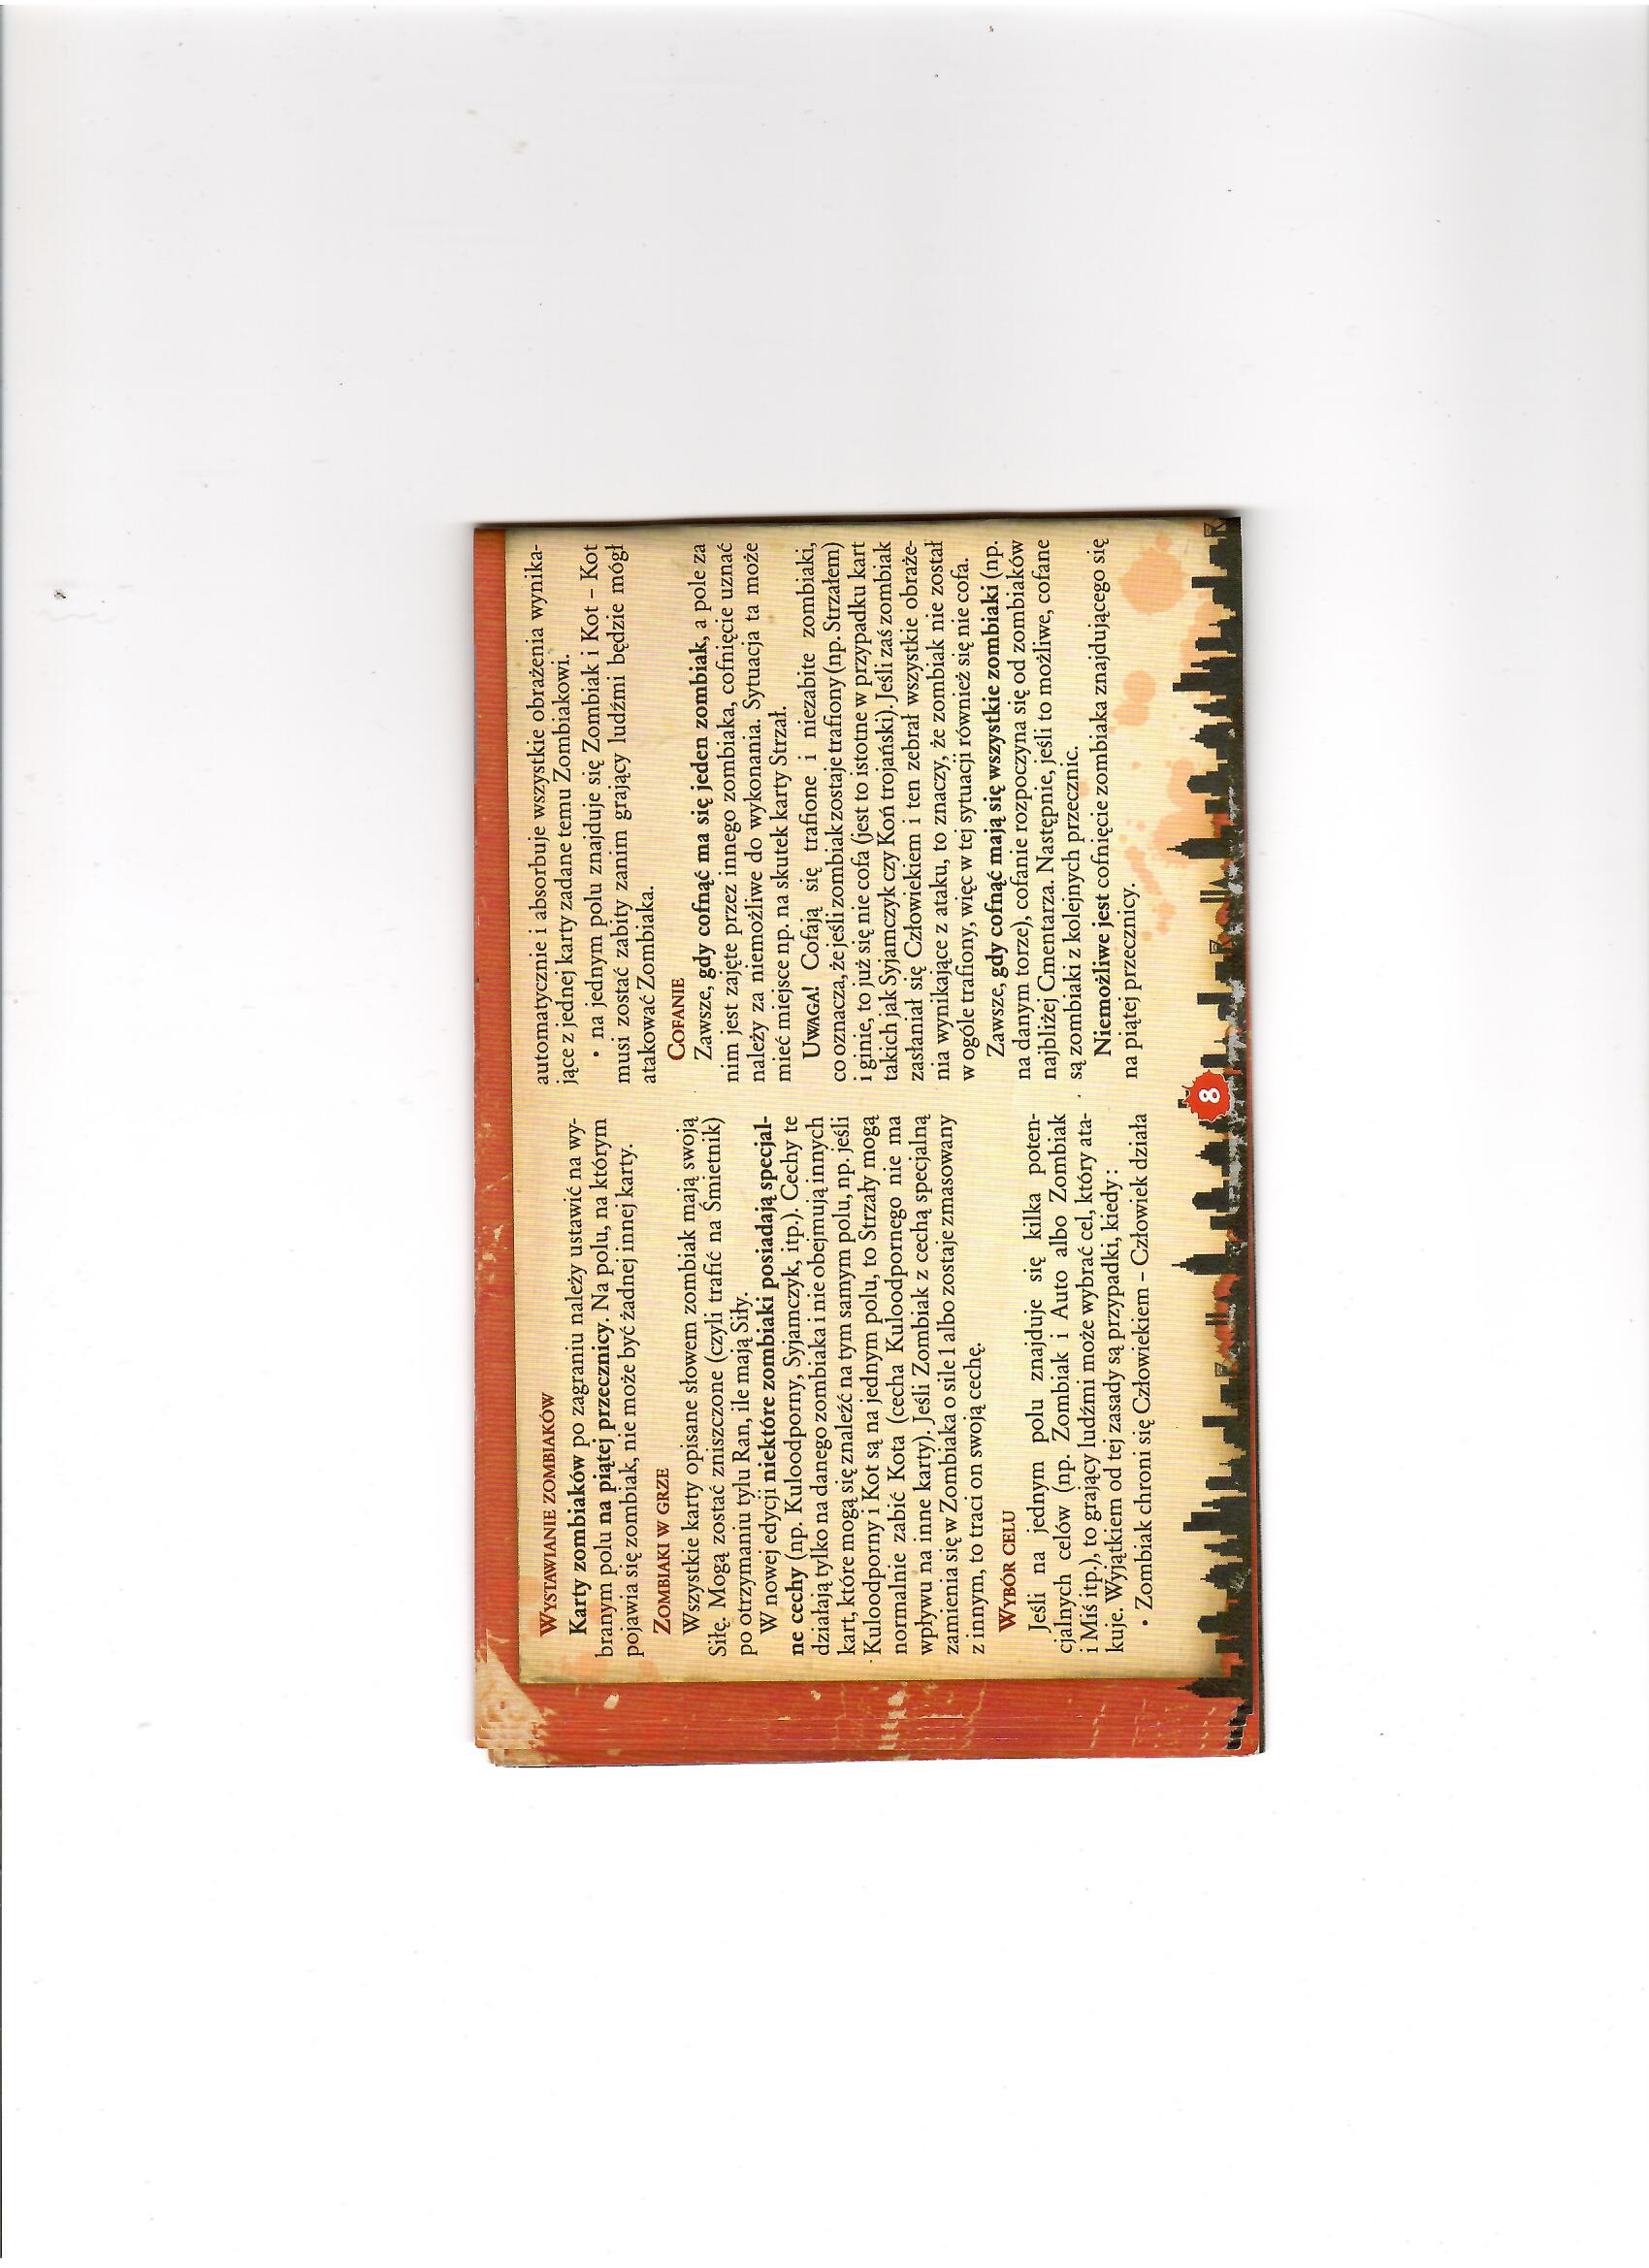 Wystawianie zombiaków
Karty zombiaków po zagraniu należy ustawić na wy-
branym polu na piątej przecznicy. Na polu, na którym
pojawia się zombiak, nie może być żadnej innej karty.
Zombiaki w grze
Wszystkie karty opisane słowem zombiak mają swoją
Siłę. Mogą zostać zniszczone (czyli trafić na Śmietnik)
po otrzymaniu tylu Ran, ile mają Siły.
W nowej edycji niektóre zombiaki posiadają specjal-
ne cechy (np. Kuloodporny, Syjamczyk, itp.). Cechy te
działają tylko na danego zombiaka i nie obejmują innych
kart, które mogą się znaleźć na tym samym polu, np. jeśli
Kuloodporny i Kot są na jednym polu, to Strzały mogą
normalnie zabić Kota (cecha Kuloodpornego nie ma
wpływu na inne karty). Jeśli Zombiak z cechą specjalną
zamienia się w Zombiaka o sile 1 albo zostaje zmasowany
z innym, to traci on swoją cechę.
Wybór celu
Jeśli na jednym polu znajduje się kilka poten-
cjalnych celów (np. Zombiak i Auto albo Zombiak
i Miś itp.), to grający ludźmi może wybrać cel, który ata-
kuje. Wyjątkiem od tej zasady są przypadki, kiedy :
• Zombiak chroni się Człowiekiem – Człowiek działa
automatycznie i absorbuje wszystkie obrażenia wynika-
jące z jednej karty zadane temu Zombiakowi.
• na jednym polu znajduje się Zombiak i Kot – Kot
musi zostać zabity zanim grający ludźmi będzie mógł
atakować Zombiaka.
Cofanie
Zawsze, gdy cofnąć ma się jeden zombiak, a pole za
nim jest zajęte przez innego zombiaka, cofnięcie uznać
należy za niemożliwe do wykonania. Sytuacja ta może
mieć miejsce np. na skutek karty Strzał.
Uwaga! Cofają się trafione i niezabite zombiaki,
co oznacza, że jeśli zombiak zostaje trafiony (np. Strzałem)
i ginie, to już się nie cofa (jest to istotne w przypadku kart
takich jak Syjamczyk czy Koń trojański). Jeśli zaś zombiak
zasłaniał się Człowiekiem i ten zebrał wszystkie obraże-
nia wynikające z ataku, to znaczy, że zombiak nie został
w ogóle trafiony, więc w tej sytuacji również się nie cofa.
Zawsze, gdy cofnąć mają się wszystkie zombiaki (np.
na danym torze), cofanie rozpoczyna się od zombiaków
najbliżej Cmentarza. Następnie, jeśli to możliwe, cofane
są zombiaki z kolejnych przecznic.
Niemożliwe jest cofnięcie zombiaka znajdującego się
na piątej przecznicy.
8